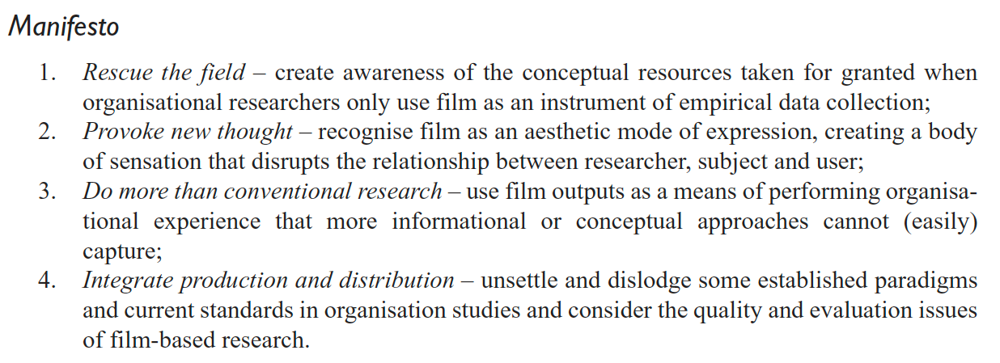 Manifesto
1. Rescue the field – create awareness of the conceptual resources taken for granted when
organisational researchers only use film as an instrument of empirical data collection;
2. Provoke new thought – recognise film as an aesthetic mode of expression, creating a body
of sensation that disrupts the relationship between researcher, subject and user;
3. Do more than conventional research – use film outputs as a means of performing organisa-
tional experience that more informational or conceptual approaches cannot (easily)
capture;
4. Integrate production and distribution – unsettle and dislodge some established paradigms
and current standards in organisation studies and consider the quality and evaluation issues
of film-based research.